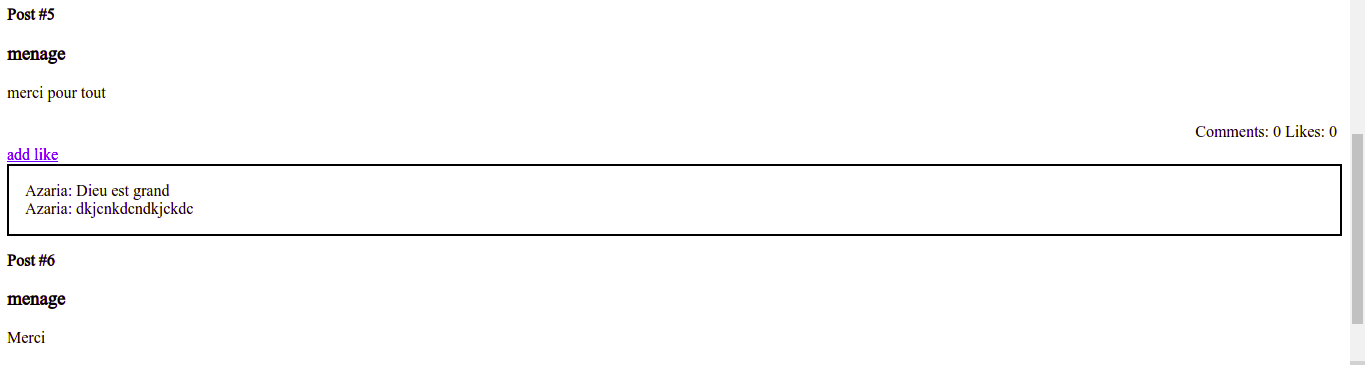 Post #5
menage
merci pour tout
Comments: 0 Likes: 0
add like
Azaria: Dieu est grand
Azaria: dkjcnkdcndkjckdc
Post #6
menage
Merci